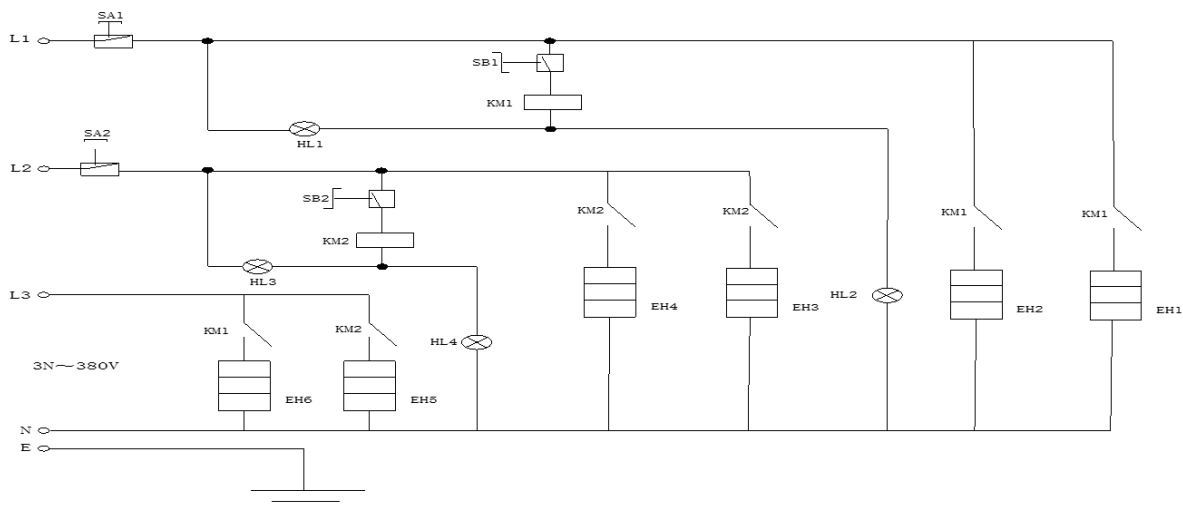 SA1
L1
SB1
KM1
HL1
SA2
L2
SB2
KM2
KM2
KM2
KM1
KM1
HL3
L3
EH4
EH3
HL2
EH2
EH1
KM1
KM2
HL4
3N～380V
EH6
EH5
N
E